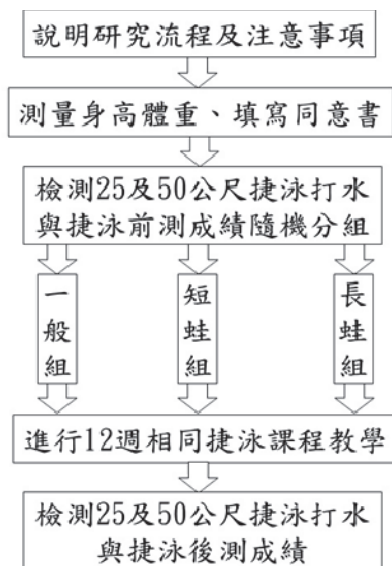 說明研究流程及注意事項
測量身高體重、填寫同意書
檢測25及50公尺捷泳打水
與捷泳前測成績隨機分組
一般組
短蛙組
長蛙組
進行12週相同捷泳課程教學
檢測25及50公尺捷泳打水
與捷泳後測成績